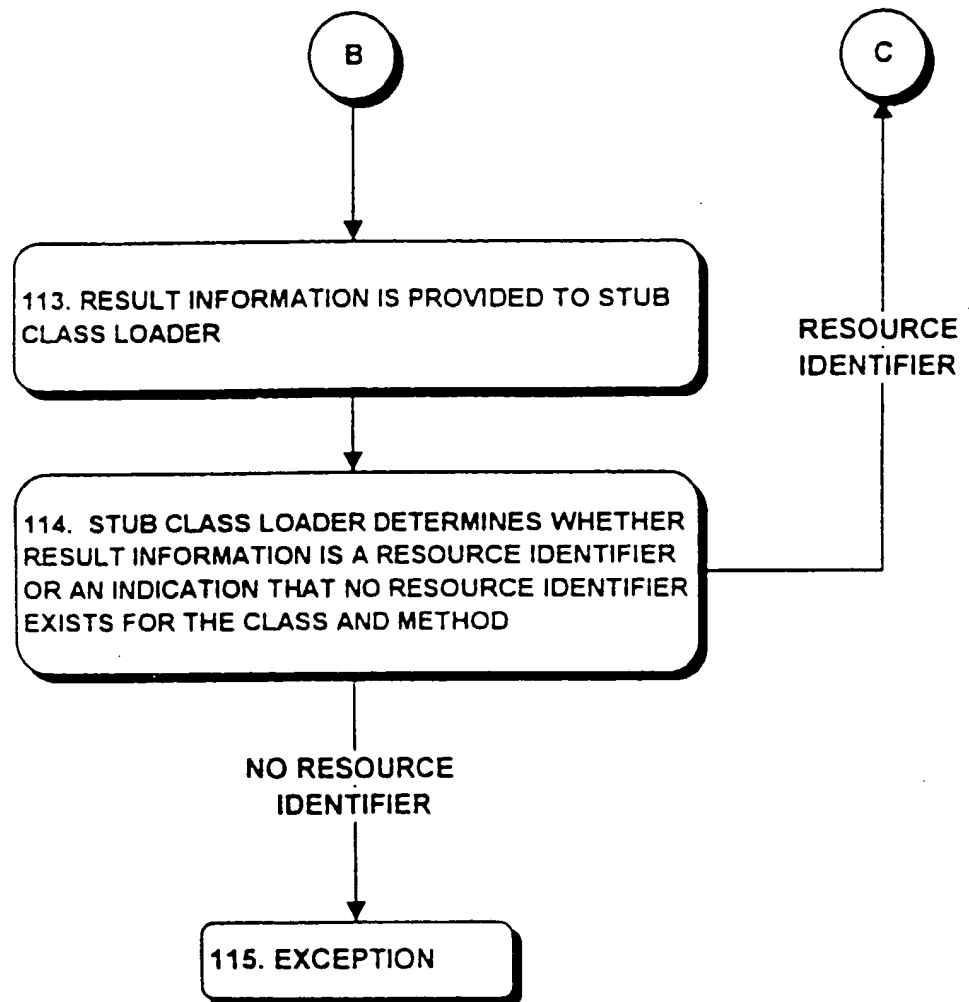 B
C
113. RESULT INFORMATION IS PROVIDED TO STUB
CLASS LOADER
RESOURCE
IDENTIFIER
114. STUB CLASS LOADER DETERMINES WHETHER
RESULT INFORMATION IS A RESOURCE IDENTIFIER
OR AN INDICATION THAT NO RESOURCE IDENTIFIER
EXISTS FOR THE CLASS AND METHOD
NO RESOURCE
IDENTIFIER
115. EXCEPTION